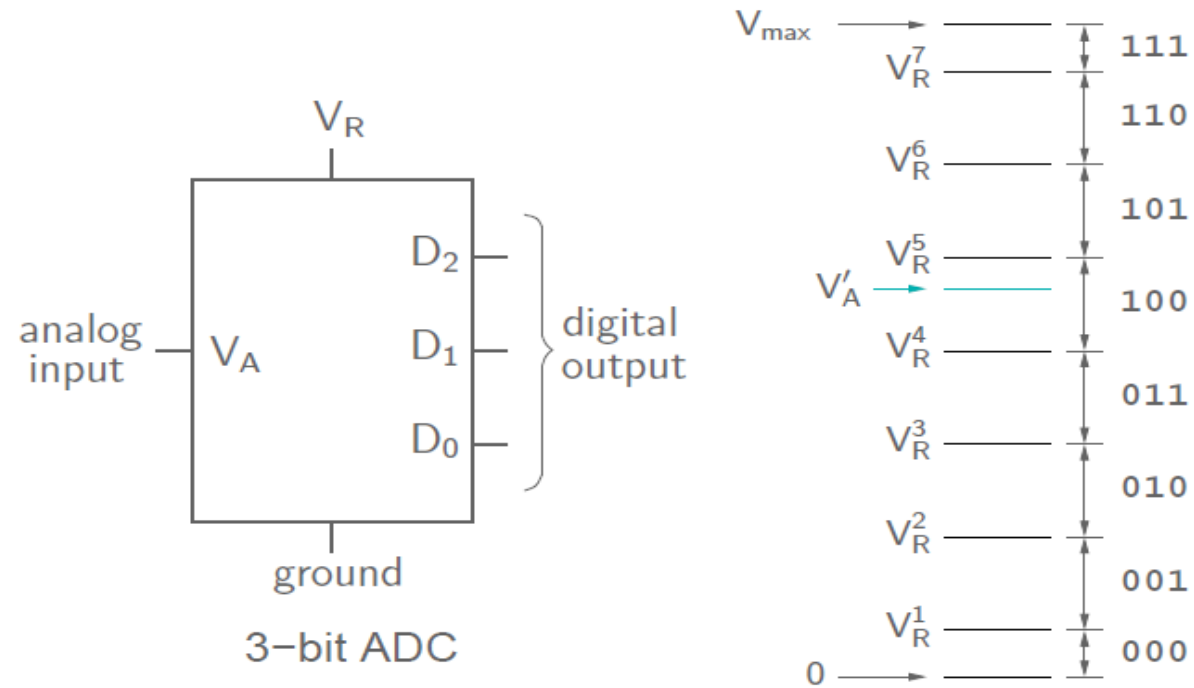 V_R
V_A
D_2
D_1
D_0
analog
input
digital
output
ground
3-bit ADC
V_max
111
V_R^7
110
V_R^6
101
V_R^5
V′_A
100
V_R^4
011
V_R^3
010
V_R^2
001
V_R^1
000
0